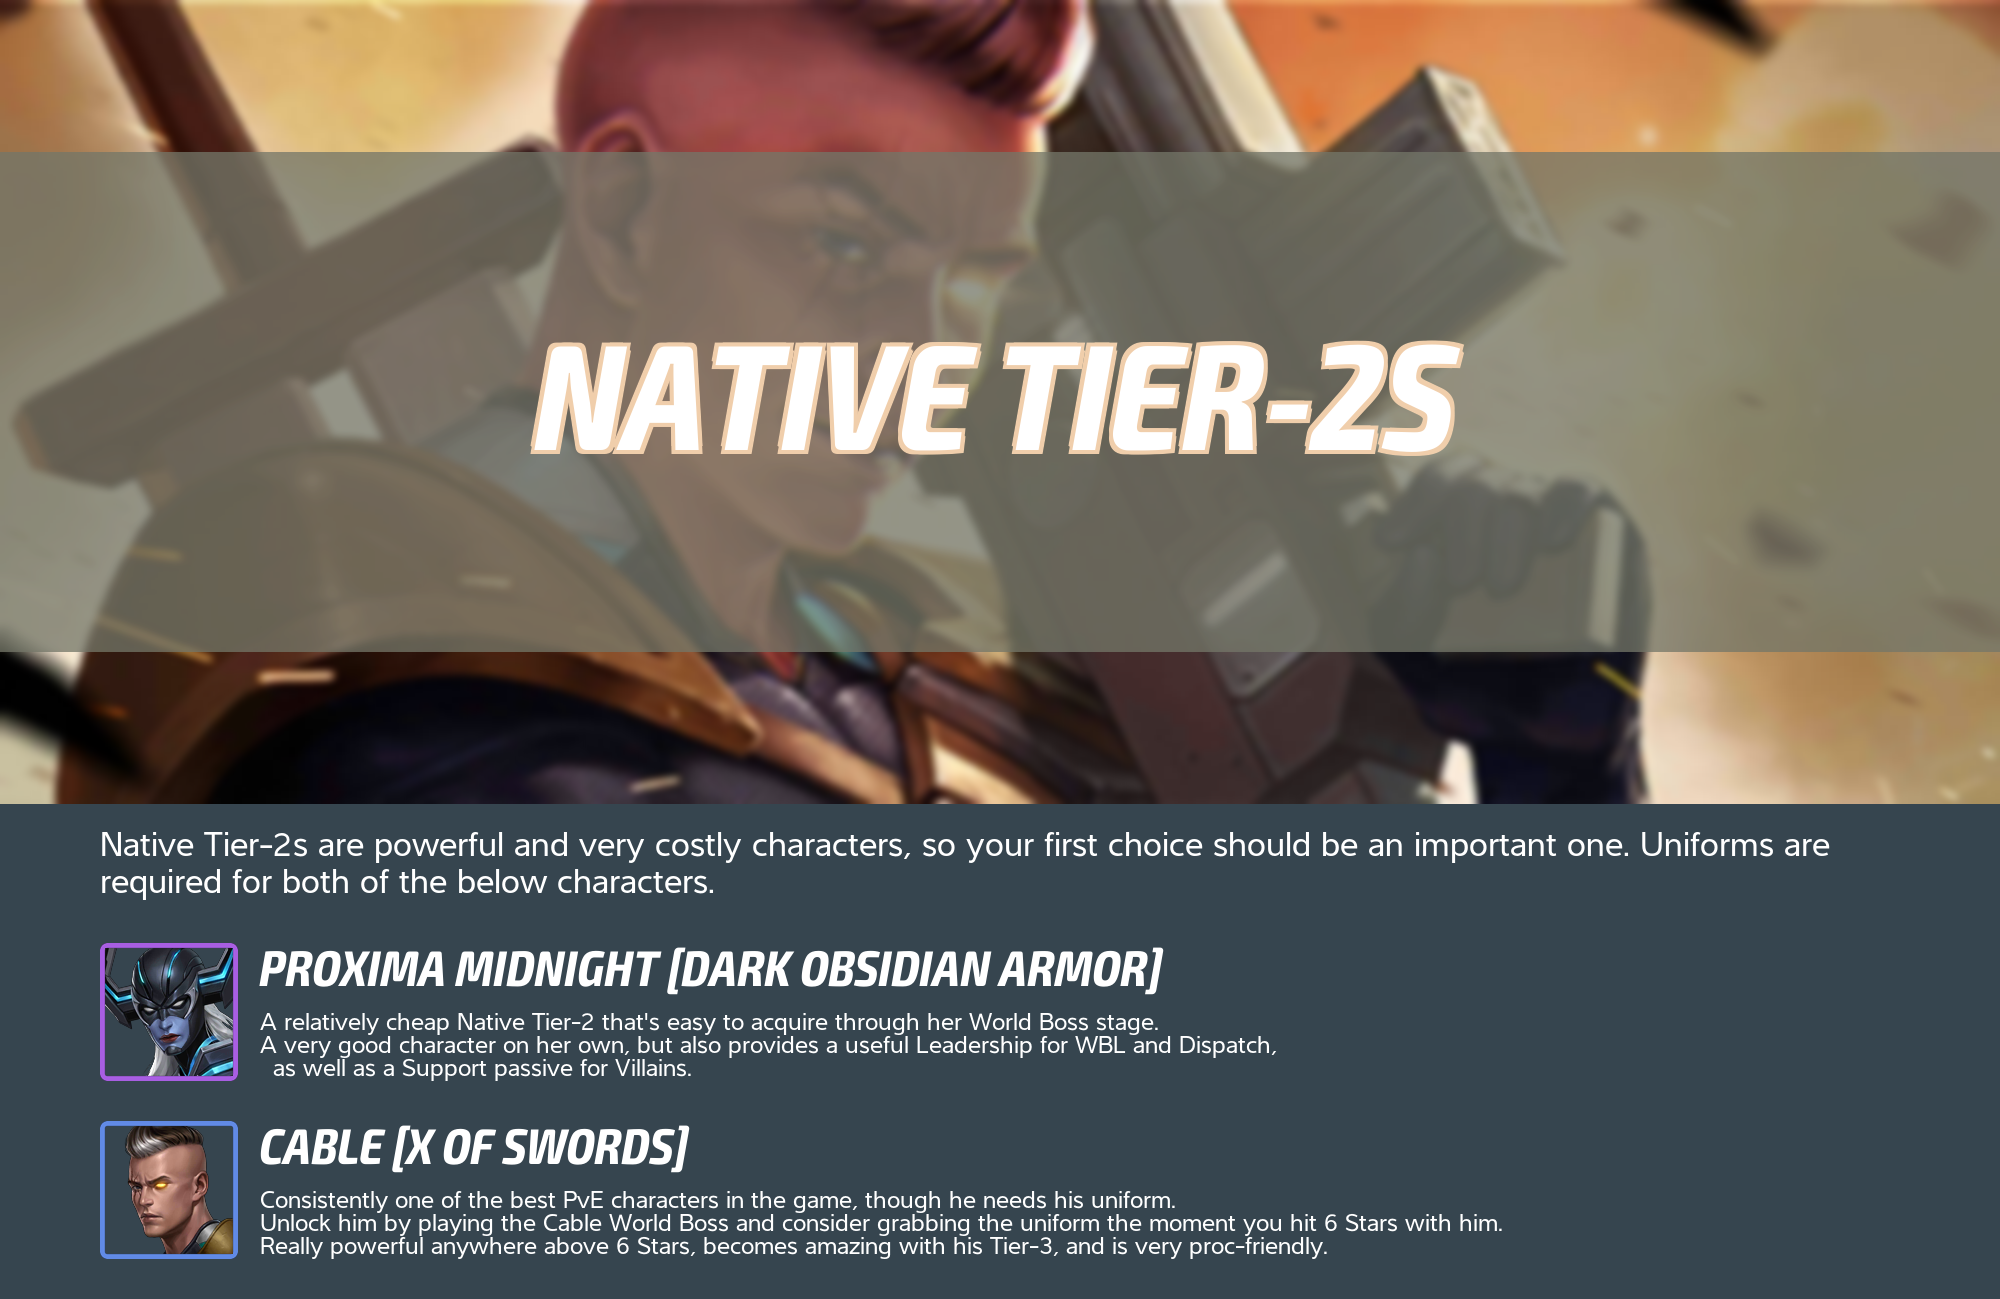 NATIVE TIER-2S
Native Tier-2s are powerful and very costly characters, so your first choice should be an important one. Uniforms are
required for both of the below characters.
PROXIMA MIDNIGHT [DARK OBSIDIAN ARMOR]
A relatively cheap Native Tier-2 that's easy to acquire through her World Boss stage.
A very good character on her own, but also provides a useful Leadership for WBL and Dispatch,
as well as a Support passive for Villains.
CABLE [X OF SWORDS]
Consistently one of the best PvE characters in the game, though he needs his uniform.
Unlock him by playing the Cable World Boss and consider grabbing the uniform the moment you hit 6 Stars with him.
Really powerful anywhere above 6 Stars, becomes amazing with his Tier-3, and is very proc-friendly.